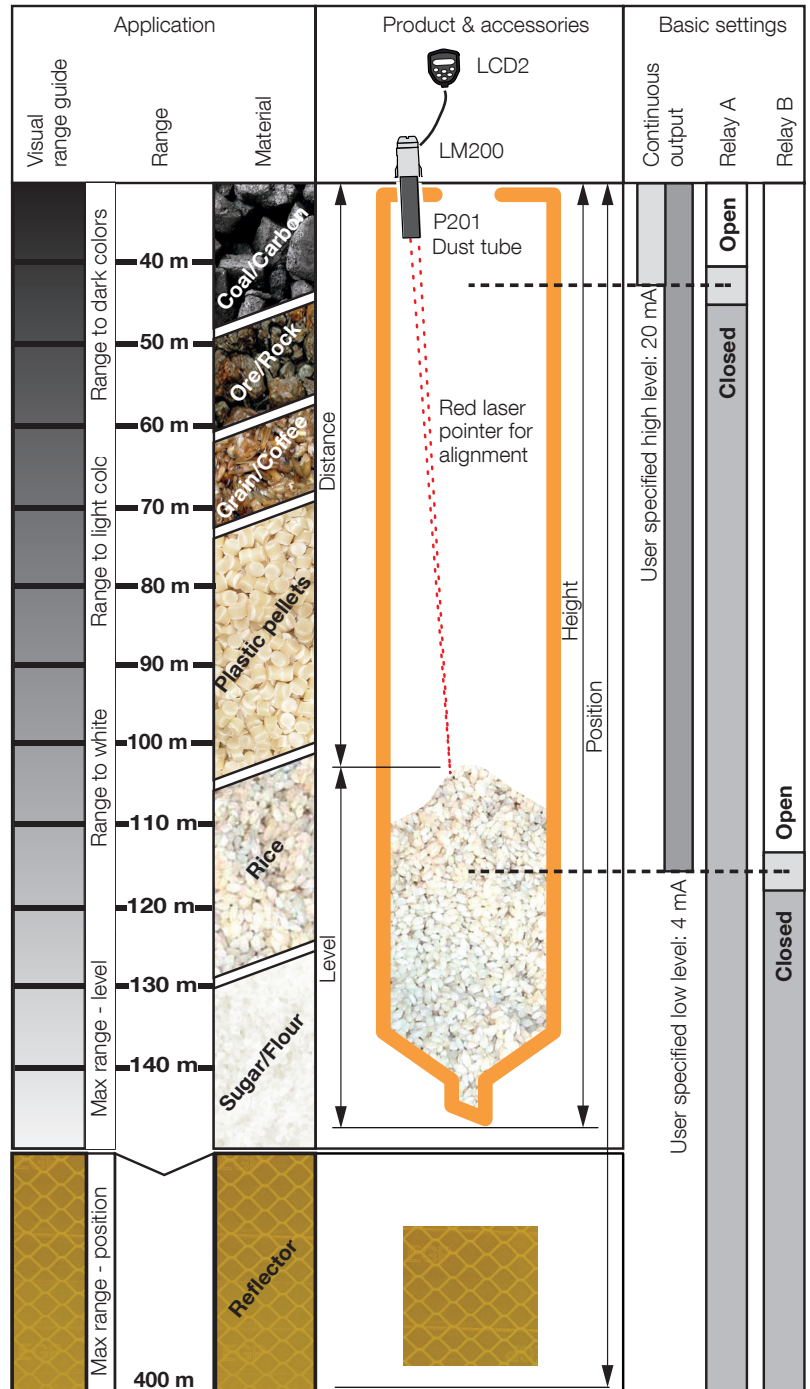 Application
Product & accessories
Basic settings
Visual
range guide
Range
Material
LCD2
LM200
Continuous
output
Relay A
Relay B
P201
Dust tube
Red laser
pointer for
alignment
Range to dark colors
Range to light colc
Range to white
Max range - level
Max range - position
40 m
50 m
60 m
70 m
80 m
90 m
100 m
110 m
120 m
130 m
140 m
400 m
Coal/Carbon
Ore/Rock
Grain/Coffee
Plastic pellets
Rice
Sugar/Flour
Reflector
Distance
Level
Height
Position
User specified high level: 20 mA
User specified low level: 4 mA
Open
Closed
Open
Closed